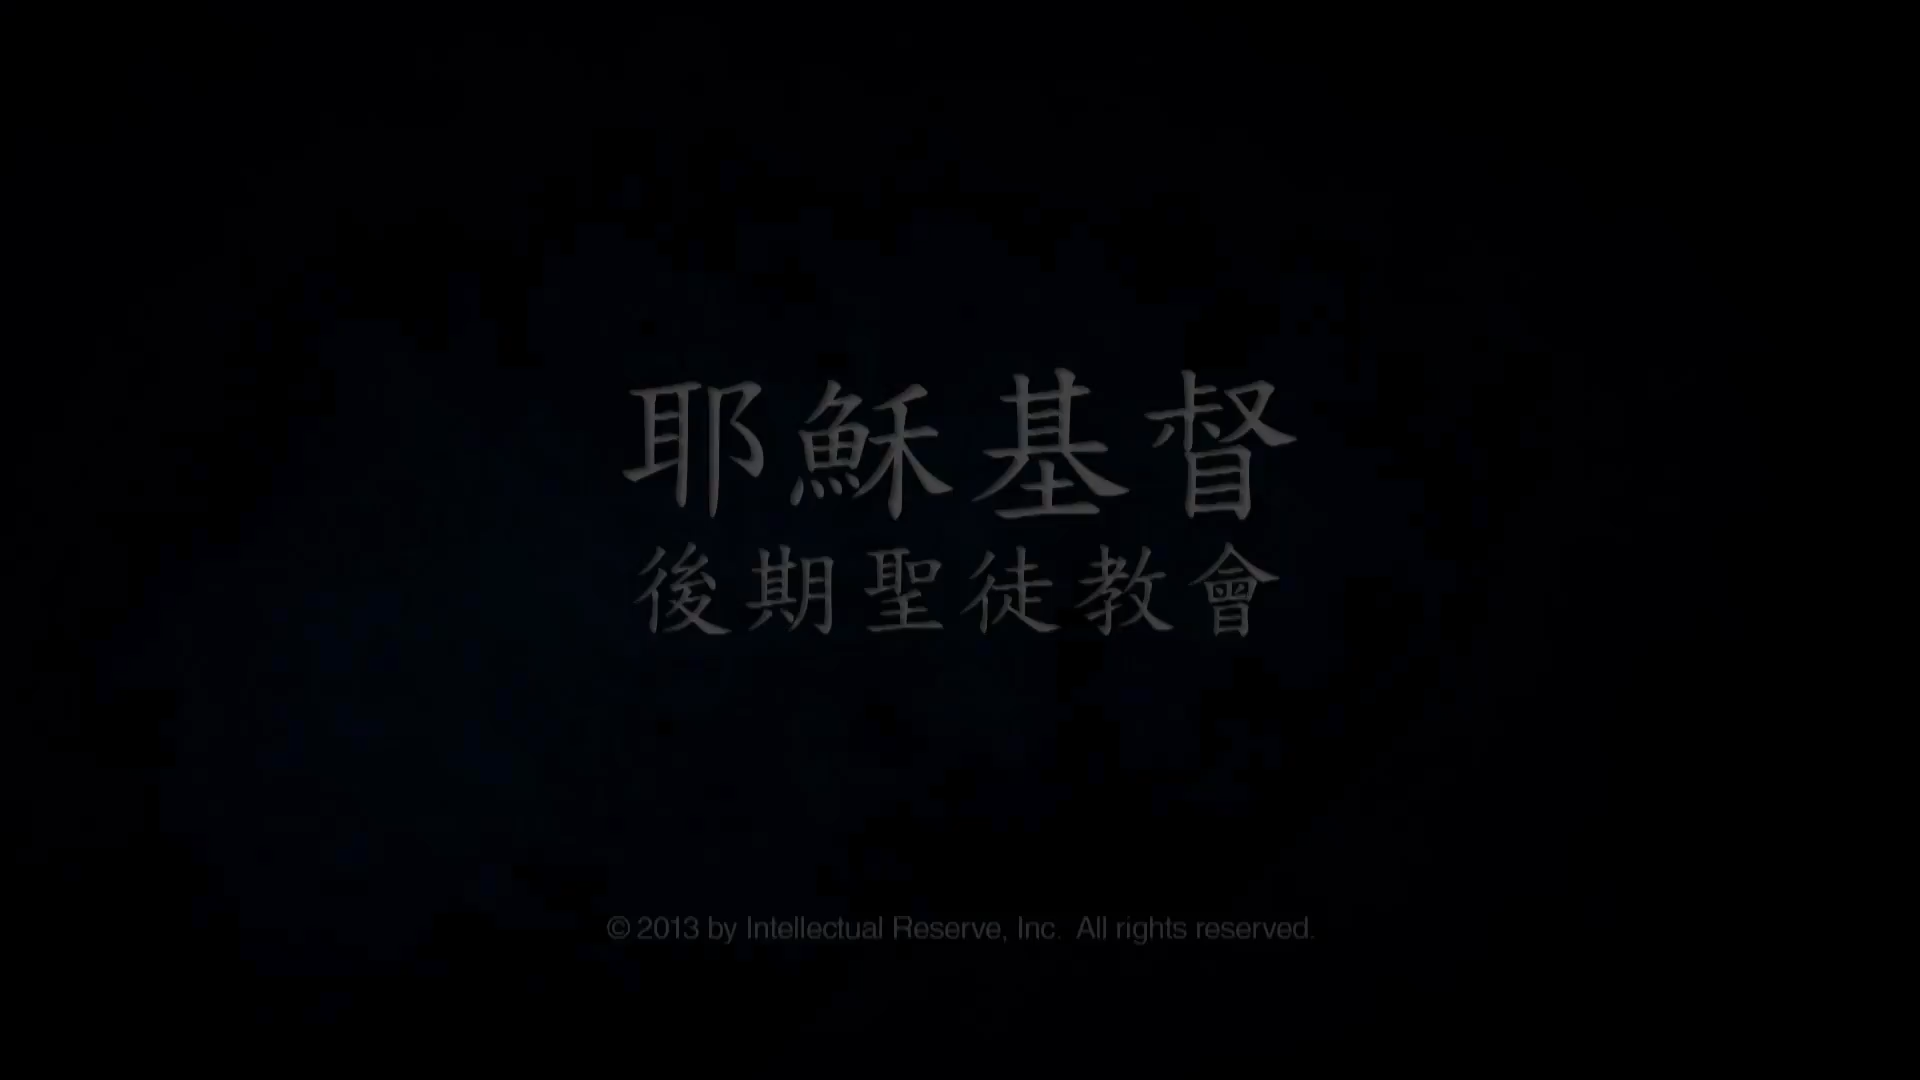 耶穌基督
後期聖徒教會
© 2013 by Intellectual Reserve, Inc. All rights reserved.